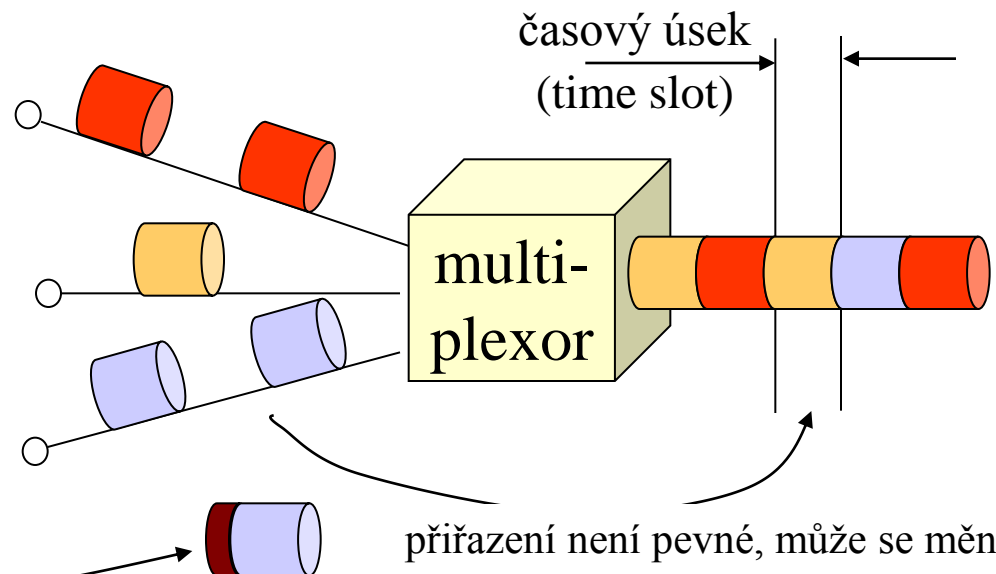 časový úsek
(time slot)
multi-
plexor
přiřazení není pevné, může se měn